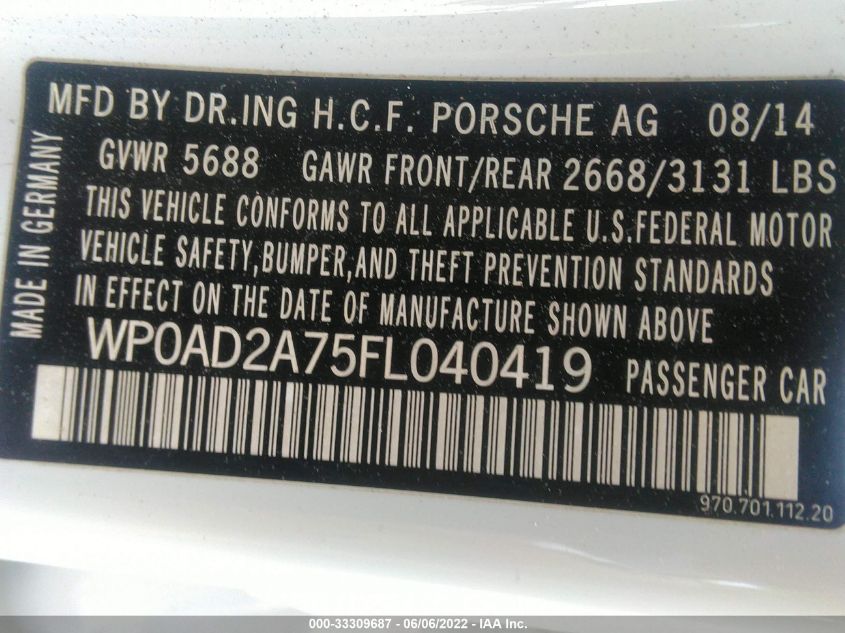 MFD BY DR.ING H.C.F. PORSCHE AG 08/14
GVWR 5688 GAWR FRONT/REAR 2668/3131 LBS
THIS VEHICLE CONFORMS TO ALL APPLICABLE U.S.FEDERAL MOTOR
VEHICLE SAFETY,BUMPER,AND THEFT PREVENTION STANDARDS
IN EFFECT ON THE DATE OF MANUFACTURE SHOWN ABOVE
WP0AD2A75FL040419 PASSENGER CAR
MADE IN GERMANY
970.701.112.20
000-33309687 - 06/06/2022 - IAA Inc.